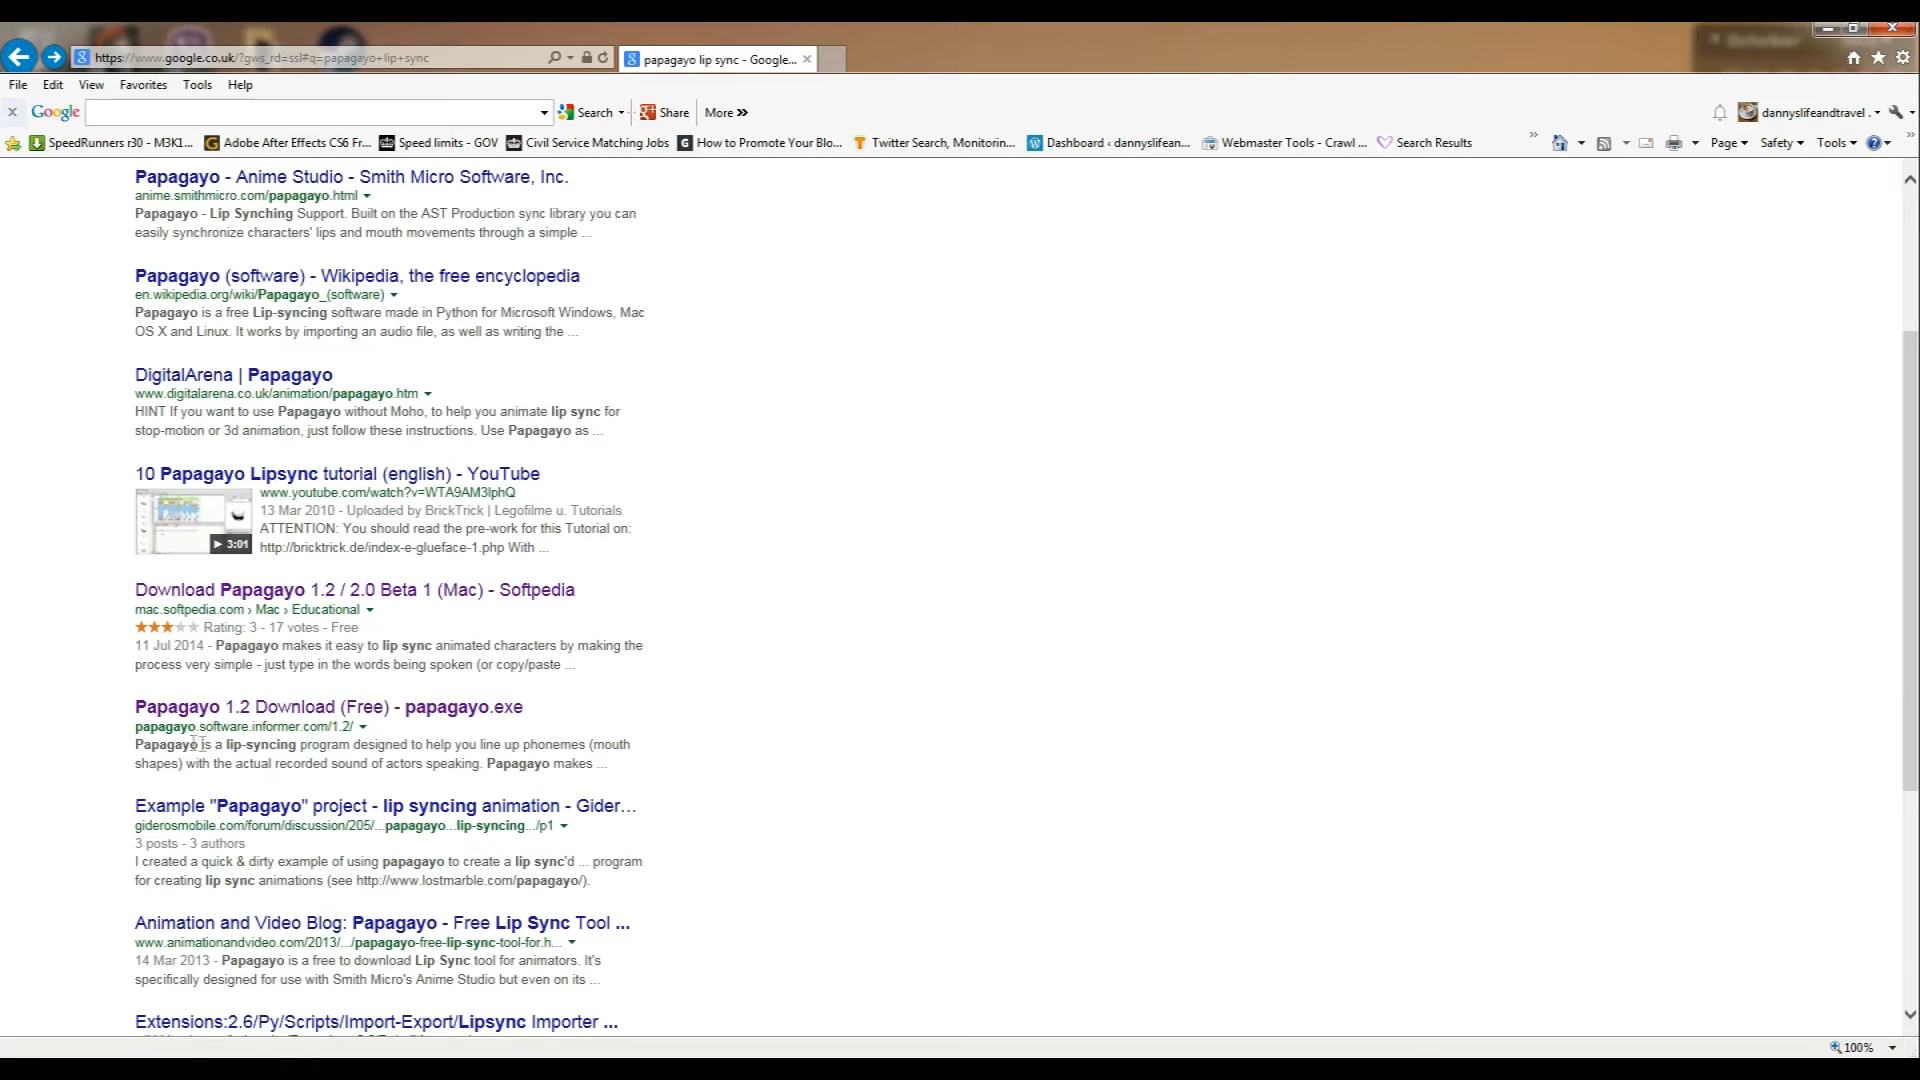 https://www.google.co.uk/?gws_rd=ssl#q=papagayo+lip+sync
papagayo lip sync - Google...
File Edit View Favorites Tools Help
Google Search Share More »
dannyslifeandtravel .
SpeedRunners r30 - M3K1... Adobe After Effects CS6 Fr... Speed limits - GOV Civil Service Matching Jobs How to Promote Your Blo... Twitter Search, Monitorin... Dashboard ‹ dannyslifean... Webmaster Tools - Crawl ... Search Results » Page Safety Tools »
Papagayo - Anime Studio - Smith Micro Software, Inc.
anime.smithmicro.com/papagayo.html
Papagayo - Lip Synching Support. Built on the AST Production sync library you can
easily synchronize characters' lips and mouth movements through a simple ...
Papagayo (software) - Wikipedia, the free encyclopedia
en.wikipedia.org/wiki/Papagayo_(software)
Papagayo is a free Lip-syncing software made in Python for Microsoft Windows, Mac
OS X and Linux. It works by importing an audio file, as well as writing the ...
DigitalArena | Papagayo
www.digitalarena.co.uk/animation/papagayo.htm
HINT If you want to use Papagayo without Moho, to help you animate lip sync for
stop-motion or 3d animation, just follow these instructions. Use Papagayo as ...
10 Papagayo Lipsync tutorial (english) - YouTube
www.youtube.com/watch?v=WTA9AM3lphQ
13 Mar 2010 - Uploaded by BrickTrick | Legofilme u. Tutorials
ATTENTION: You should read the pre-work for this Tutorial on:
http://bricktrick.de/index-e-glueface-1.php With ...
3:01
Download Papagayo 1.2 / 2.0 Beta 1 (Mac) - Softpedia
mac.softpedia.com › Mac › Educational
Rating: 3 - 17 votes - Free
11 Jul 2014 - Papagayo makes it easy to lip sync animated characters by making the
process very simple - just type in the words being spoken (or copy/paste ...
Papagayo 1.2 Download (Free) - papagayo.exe
papagayo.software.informer.com/1.2/
Papagayo is a lip-syncing program designed to help you line up phonemes (mouth
shapes) with the actual recorded sound of actors speaking. Papagayo makes ...
Example "Papagayo" project - lip syncing animation - Gider...
giderosmobile.com/forum/discussion/205/...papagayo...lip-syncing.../p1
3 posts - 3 authors
I created a quick & dirty example of using papagayo to create a lip sync'd ... program
for creating lip sync animations (see http://www.lostmarble.com/papagayo/).
Animation and Video Blog: Papagayo - Free Lip Sync Tool ...
www.animationandvideo.com/2013/.../papagayo-free-lip-sync-tool-for.h...
14 Mar 2013 - Papagayo is a free to download Lip Sync tool for animators. It's
specifically designed for use with Smith Micro's Anime Studio but even on its ...
Extensions:2.6/Py/Scripts/Import-Export/Lipsync Importer ...
100%